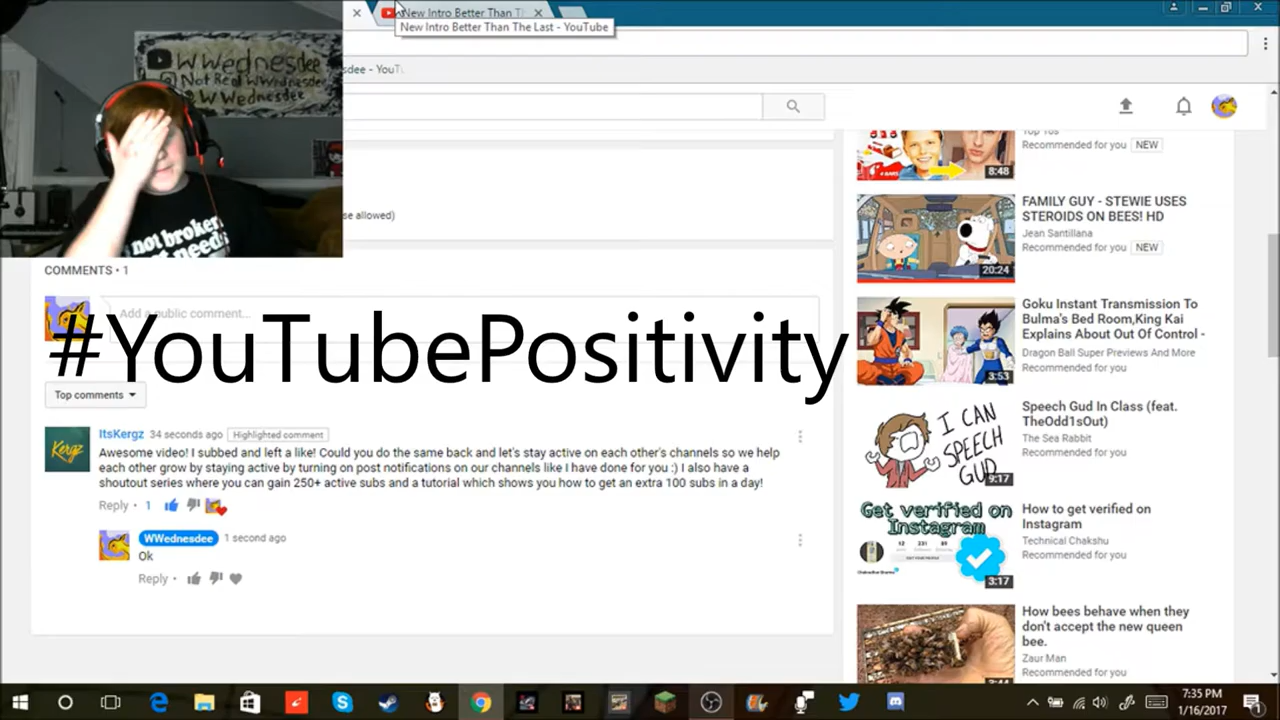 New Intro Better Than T
New Intro Better Than The Last - YouTube
sdee - YouTu
WWednesdee
Not Real WWednesdee
@WWednesdee
not broken
need
se allowed)
COMMENTS • 1
Add a public comment...
#YouTubePositivity
Top comments
ItsKergz 34 seconds ago Highlighted comment
Kergz
Awesome video! I subbed and left a like! Could you do the same back and let's stay active on each other's channels so we help
each other grow by staying active by turning on post notifications on our channels like I have done for you :) I also have a
shoutout series where you can gain 250+ active subs and a tutorial which shows you how to get an extra 100 subs in a day!
Reply • 1
WWednesdee 1 second ago
Ok
Reply •
Top 10s
Recommended for you NEW
8:48
FAMILY GUY - STEWIE USES
STEROIDS ON BEES! HD
Jean Santillana
Recommended for you NEW
20:24
Goku Instant Transmission To
Bulma's Bed Room,King Kai
Explains About Out Of Control -
Dragon Ball Super Previews And More
Recommended for you
3:53
Speech Gud In Class (feat.
TheOdd1sOut)
The Sea Rabbit
Recommended for you
I CAN
SPEECH
GUD
9:17
How to get verified on
Instagram
Technical Chakshu
Recommended for you
Get verified on
Instagram
3:17
How bees behave when they
don't accept the new queen
bee.
Zaur Man
Recommended for you
7:35 PM
1/16/2017